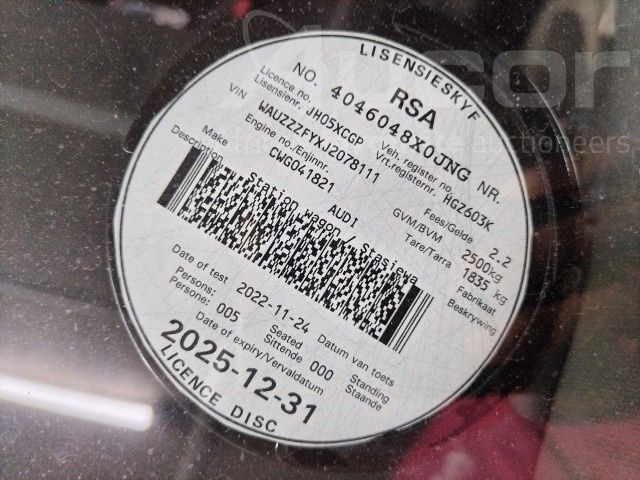 LISENSIESKYF
RSA
NO. 4046048X0JNG NR.
Licence no. JH05XCGP Veh. register no. HGZ603K
Lisensienr. Vrt.registernr.
VIN WAUZZZFYXJ2078111 Fees/Gelde 2.2
Engine no./Enjinnr. CWG041821 GVM/BVM 2500kg
Make AUDI Tare/Tarra 1835 kg Fabrikaat
Description Station wagon / Stasiewa Beskrywing
Date of test 2022-11-24 Datum van toets
Persons: 005 Seated 000 Standing
Persone: Sittende Staande
Date of expiry/Vervaldatum
2025-12-31
LICENCE DISC
auctioneers